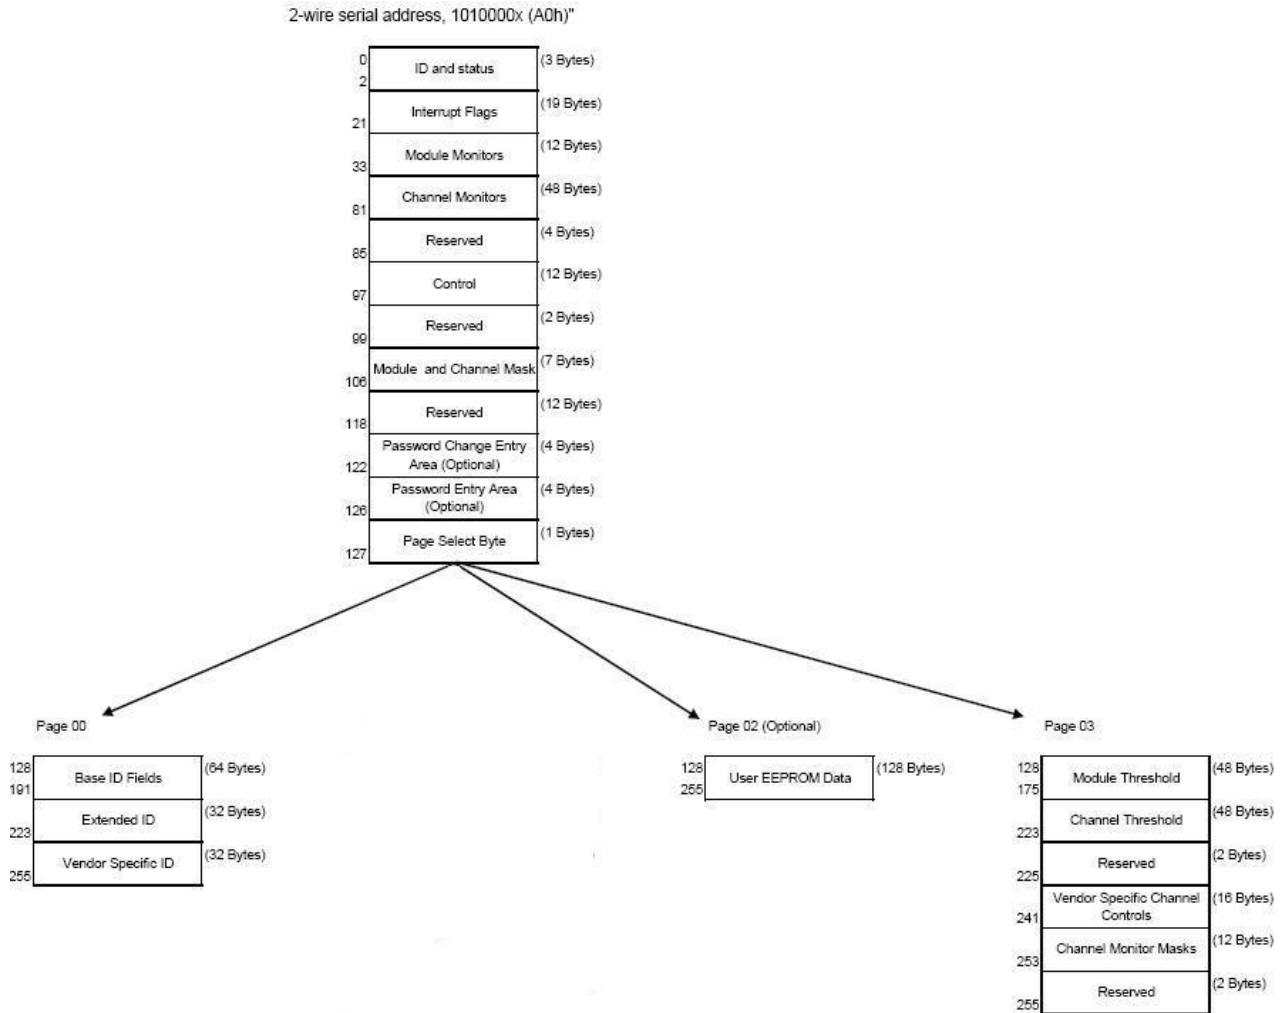 2-wire serial address, 1010000x (A0h)"
0
2
ID and status
(3 Bytes)
21
Interrupt Flags
(19 Bytes)
33
Module Monitors
(12 Bytes)
81
Channel Monitors
(48 Bytes)
85
Reserved
(4 Bytes)
97
Control
(12 Bytes)
99
Reserved
(2 Bytes)
106
Module and Channel Mask
(7 Bytes)
118
Reserved
(12 Bytes)
122
Password Change Entry
Area (Optional)
(4 Bytes)
126
Password Entry Area
(Optional)
(4 Bytes)
127
Page Select Byte
(1 Bytes)
Page 00
128
191
Base ID Fields
(64 Bytes)
223
Extended ID
(32 Bytes)
255
Vendor Specific ID
(32 Bytes)
Page 02 (Optional)
128
255
User EEPROM Data
(128 Bytes)
Page 03
128
175
Module Threshold
(48 Bytes)
223
Channel Threshold
(48 Bytes)
225
Reserved
(2 Bytes)
241
Vendor Specific Channel
Controls
(16 Bytes)
253
Channel Monitor Masks
(12 Bytes)
255
Reserved
(2 Bytes)